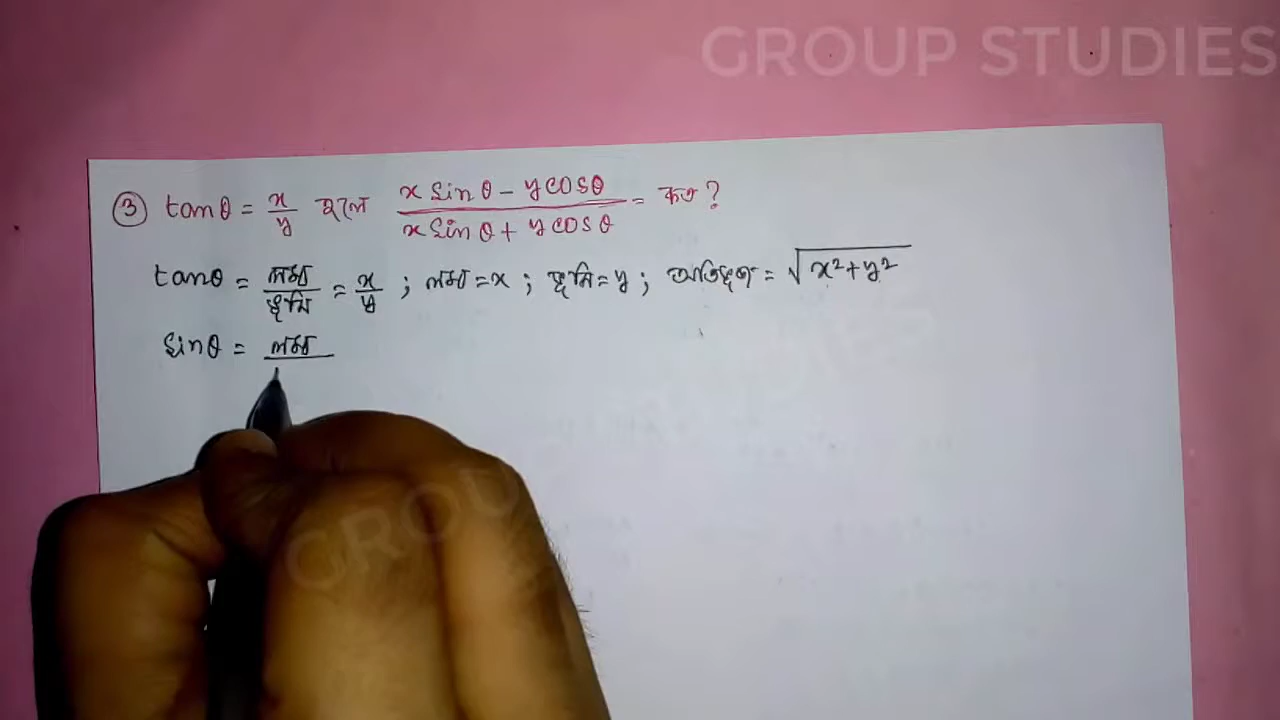 GROUP STUDIES
③ tanθ = x/y হলে (x sinθ - y cosθ)/(x sinθ + y cosθ) = কত ?
tanθ = লম্ব/ভূমি = x/y ; লম্ব = x ; ভূমি = y ; অতিভূজ = √(x²+y²)
sinθ = লম্ব